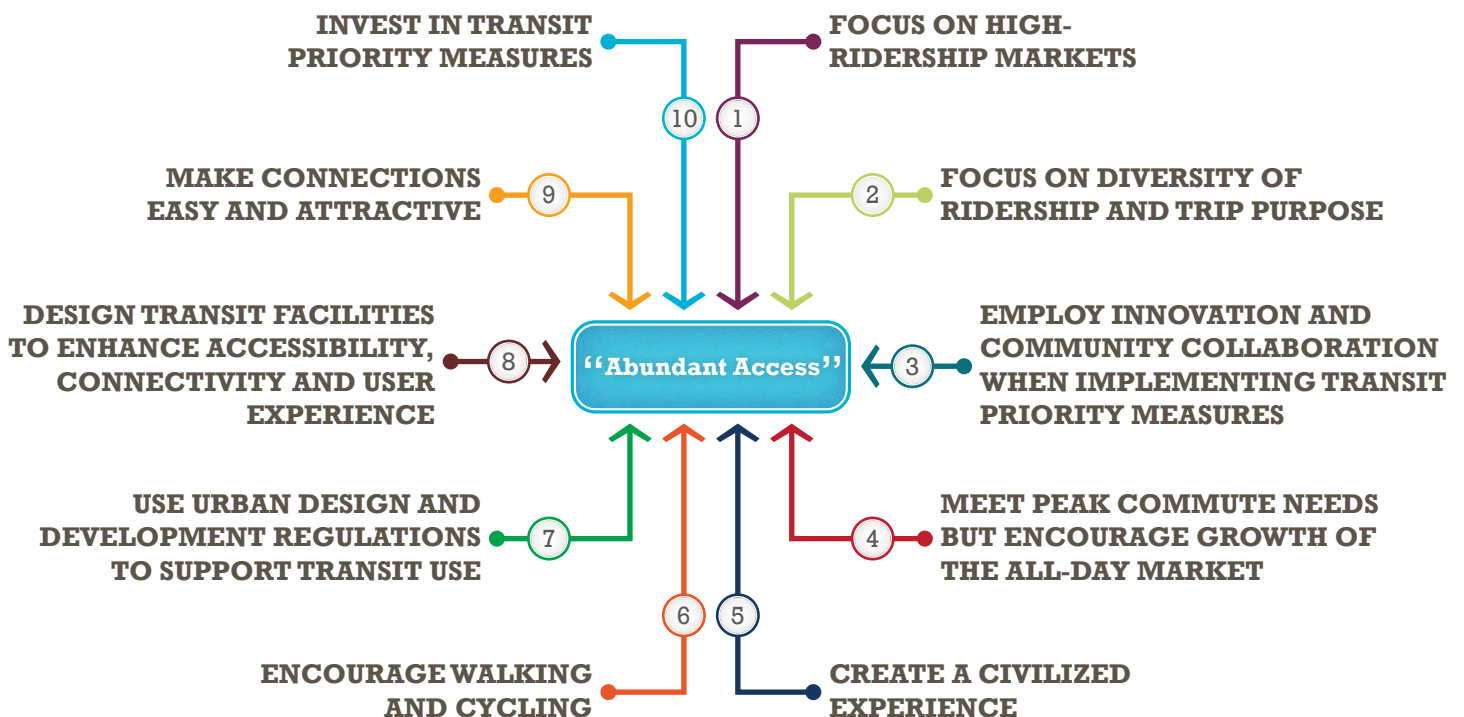 INVEST IN TRANSIT
PRIORITY MEASURES
10
FOCUS ON HIGH-
RIDERSHIP MARKETS
1
MAKE CONNECTIONS
EASY AND ATTRACTIVE
9
FOCUS ON DIVERSITY OF
RIDERSHIP AND TRIP PURPOSE
2
DESIGN TRANSIT FACILITIES
TO ENHANCE ACCESSIBILITY,
CONNECTIVITY AND USER
EXPERIENCE
8
“Abundant Access”
3
EMPLOY INNOVATION AND
COMMUNITY COLLABORATION
WHEN IMPLEMENTING TRANSIT
PRIORITY MEASURES
USE URBAN DESIGN AND
DEVELOPMENT REGULATIONS
TO SUPPORT TRANSIT USE
7
4
MEET PEAK COMMUTE NEEDS
BUT ENCOURAGE GROWTH OF
THE ALL-DAY MARKET
6
5
ENCOURAGE WALKING
AND CYCLING
CREATE A CIVILIZED
EXPERIENCE